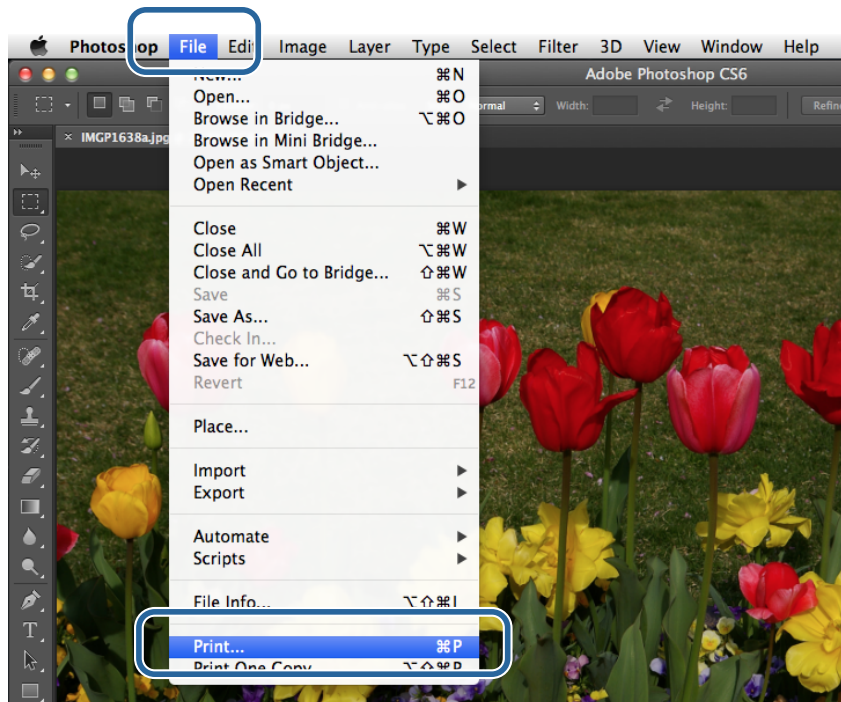 Photoshop File Edit Image Layer Type Select Filter 3D View Window Help
Adobe Photoshop CS6
Width: Height:
× IMGP1638a.jpg
New... ⌘N
Open... ⌘O
Browse in Bridge... ⌥⌘O
Browse in Mini Bridge...
Open as Smart Object...
Open Recent ▶
Close ⌘W
Close All ⌥⌘W
Close and Go to Bridge... ⇧⌘W
Save ⌘S
Save As... ⇧⌘S
Check In...
Save for Web... ⌥⇧⌘S
Revert F12
Place...
Import ▶
Export ▶
Automate ▶
Scripts ▶
File Info... ⌥⇧⌘I
Print... ⌘P
Print One Copy ⌥⇧⌘P
T